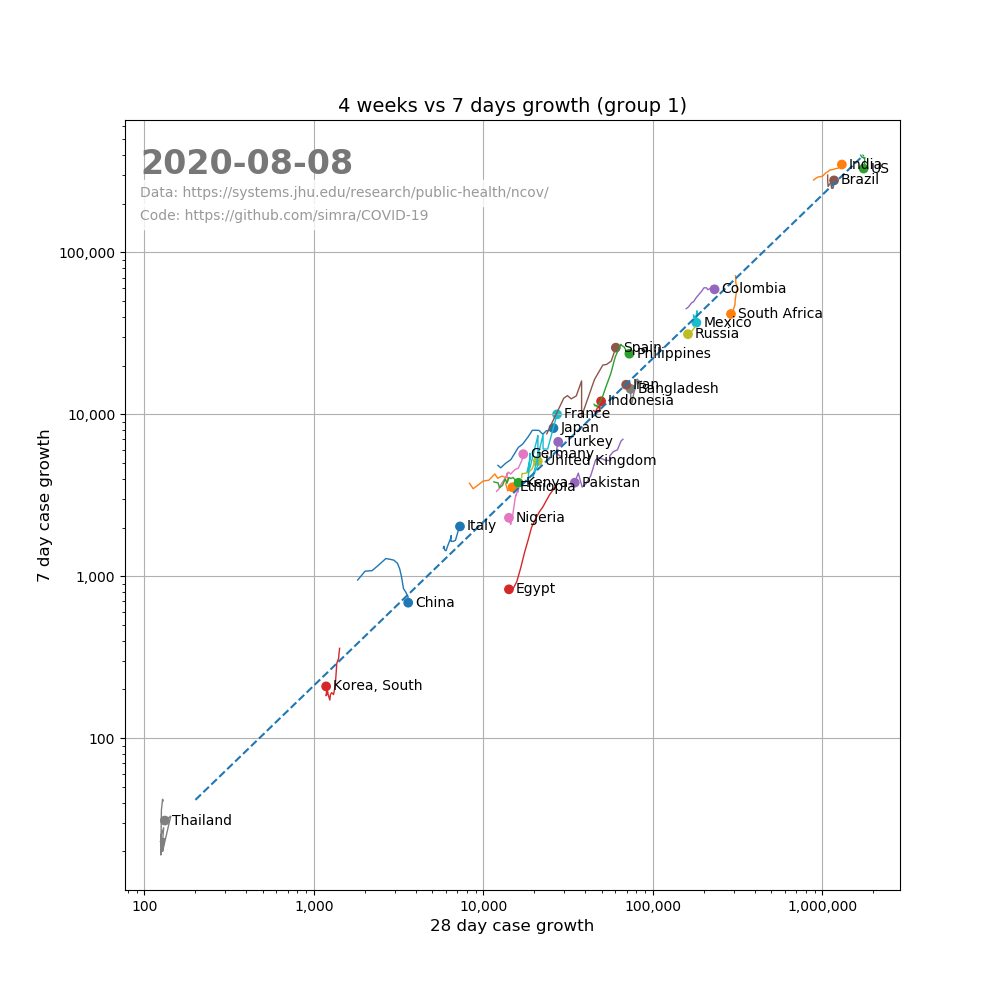 4 weeks vs 7 days growth (group 1)
2020-08-08
Data: https://systems.jhu.edu/research/public-health/ncov/
Code: https://github.com/simra/COVID-19
India
US
Brazil
Colombia
South Africa
Mexico
Russia
Spain
Philippines
Iran
Bangladesh
Indonesia
France
Japan
Turkey
Germany
United Kingdom
Kenya
Ethiopia
Pakistan
Nigeria
Italy
Egypt
China
Korea, South
Thailand
100,000
10,000
1,000
100
7 day case growth
100 1,000 10,000 100,000 1,000,000
28 day case growth